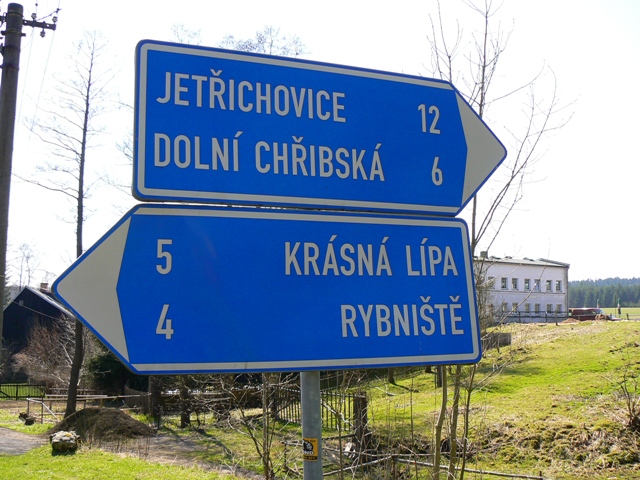 JETŘICHOVICE 12
DOLNÍ CHŘIBSKÁ 6
5 KRÁSNÁ LÍPA
4 RYBNIŠTĚ